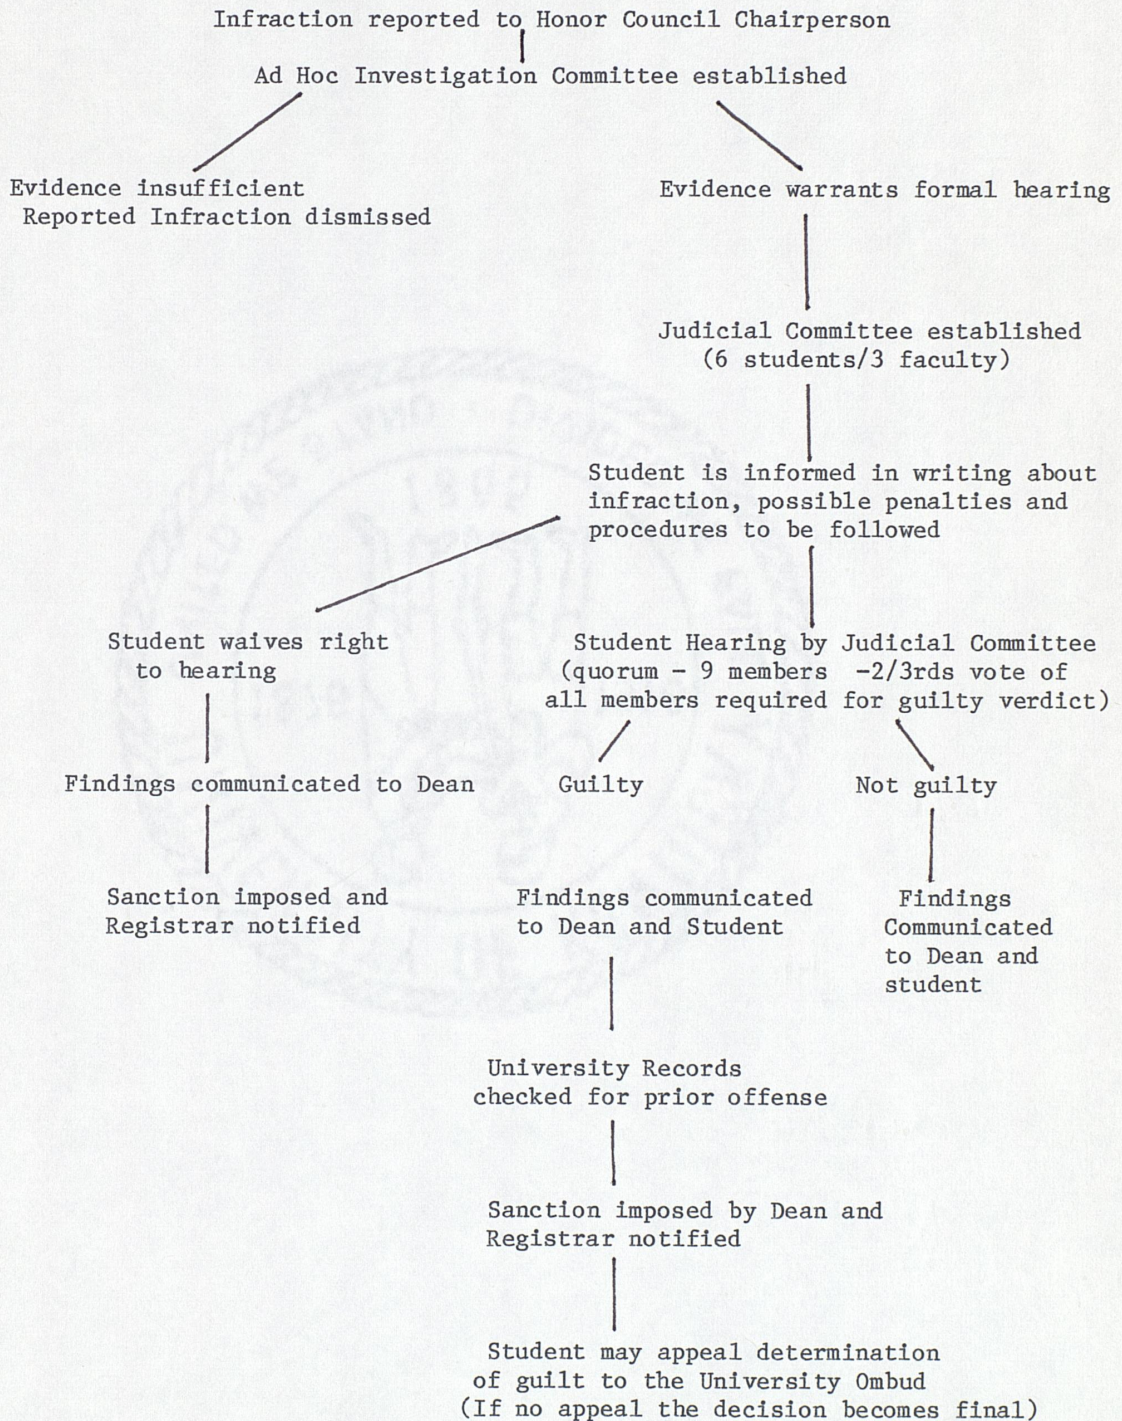 Infraction reported to Honor Council Chairperson
Ad Hoc Investigation Committee established
Evidence insufficient
Reported Infraction dismissed
Evidence warrants formal hearing
Judicial Committee established
(6 students/3 faculty)
Student is informed in writing about
infraction, possible penalties and
procedures to be followed
Student waives right
to hearing
Findings communicated to Dean
Sanction imposed and
Registrar notified
Student Hearing by Judicial Committee
(quorum - 9 members -2/3rds vote of
all members required for guilty verdict)
Guilty
Findings communicated
to Dean and Student
University Records
checked for prior offense
Sanction imposed by Dean and
Registrar notified
Student may appeal determination
of guilt to the University Ombud
(If no appeal the decision becomes final)
Not guilty
Findings
Communicated
to Dean and
student